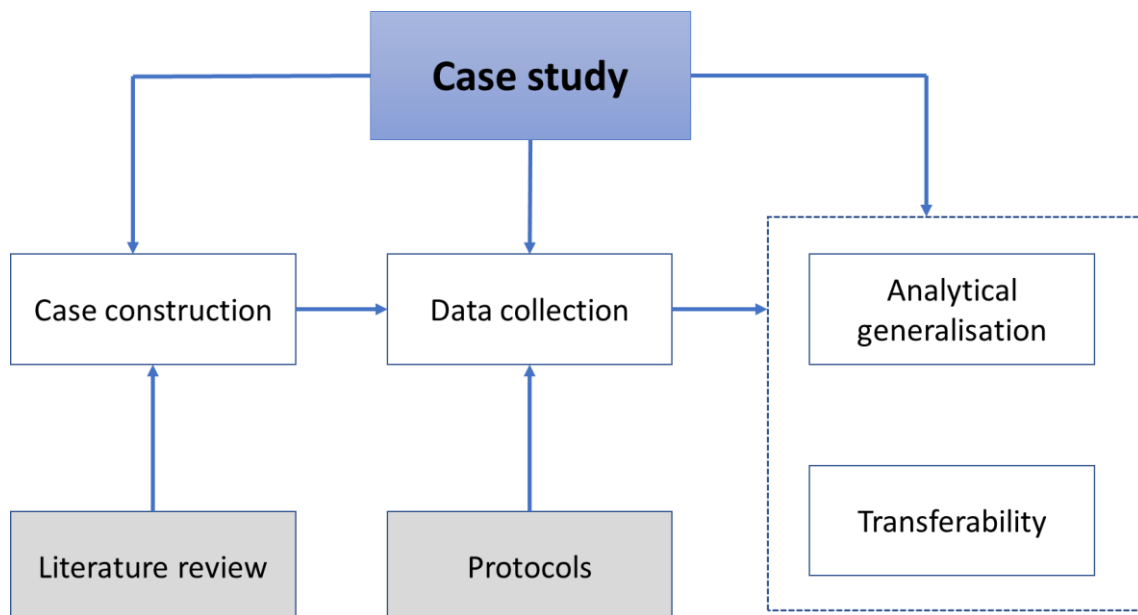 Case study
Case construction
Data collection
Analytical
generalisation
Literature review
Protocols
Transferability